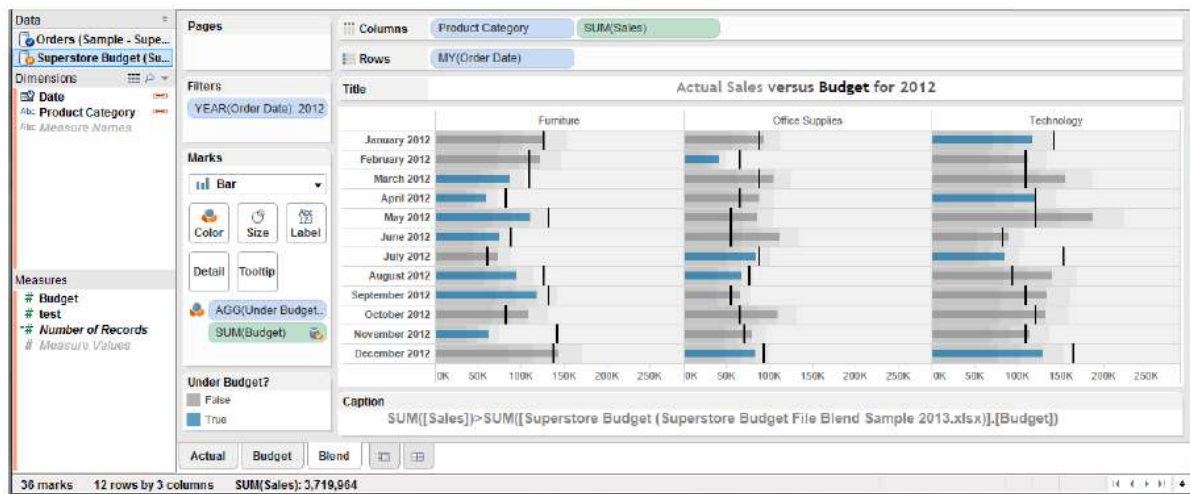 Data
Orders (Sample - Supe...
Superstore Budget (Su...
Dimensions
Date
Abc Product Category
Abc Measure Names
Measures
# Budget
# test
# Number of Records
# Measure Values
Pages
Filters
YEAR(Order Date): 2012
Marks
Bar
Color Size Label
Detail Tooltip
AGG(Under Budget..
SUM(Budget)
Under Budget?
False
True
Columns Product Category SUM(Sales)
Rows MY(Order Date)
Title Actual Sales versus Budget for 2012
Furniture Office Supplies Technology
January 2012
February 2012
March 2012
April 2012
May 2012
June 2012
July 2012
August 2012
September 2012
October 2012
November 2012
December 2012
0K 50K 100K 150K 200K 250K 0K 50K 100K 150K 200K 250K 0K 50K 100K 150K 200K 250K
Caption
SUM([Sales])>SUM([Superstore Budget (Superstore Budget File Blend Sample 2013.xlsx)].[Budget])
Actual Budget Blend
36 marks 12 rows by 3 columns SUM(Sales): 3,719,964